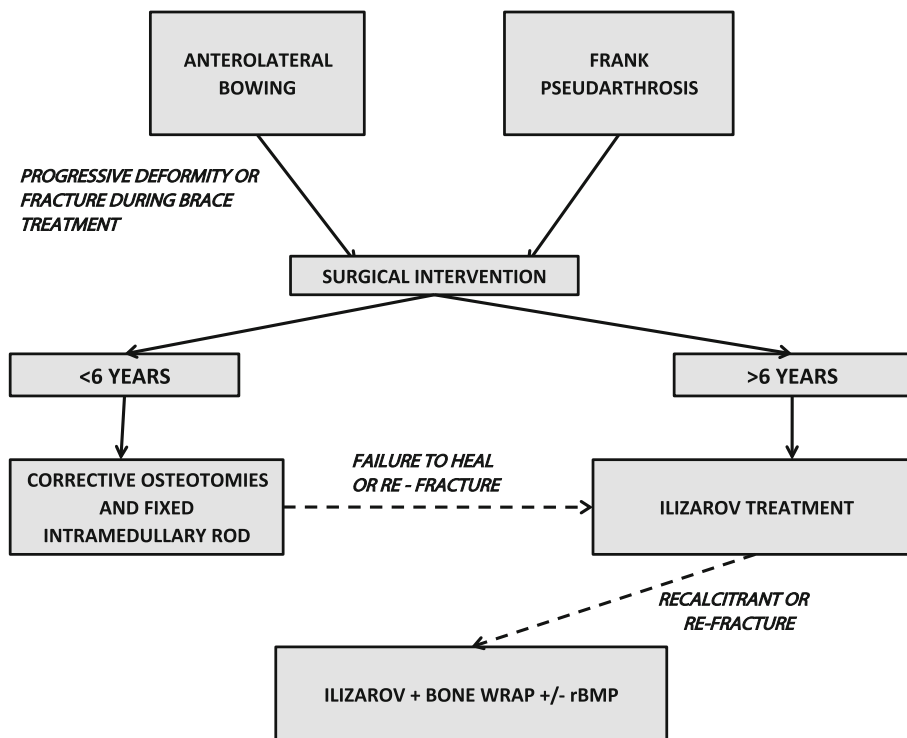 ANTEROLATERAL
BOWING
FRANK
PSEUDARTHROSIS
PROGRESSIVE DEFORMITY OR
FRACTURE DURING BRACE
TREATMENT
SURGICAL INTERVENTION
<6 YEARS
>6 YEARS
CORRECTIVE OSTEOTOMIES
AND FIXED
INTRAMEDULLARY ROD
FAILURE TO HEAL
OR RE - FRACTURE
ILIZAROV TREATMENT
RECALCITRANT OR
RE-FRACTURE
ILIZAROV + BONE WRAP +/- rBMP